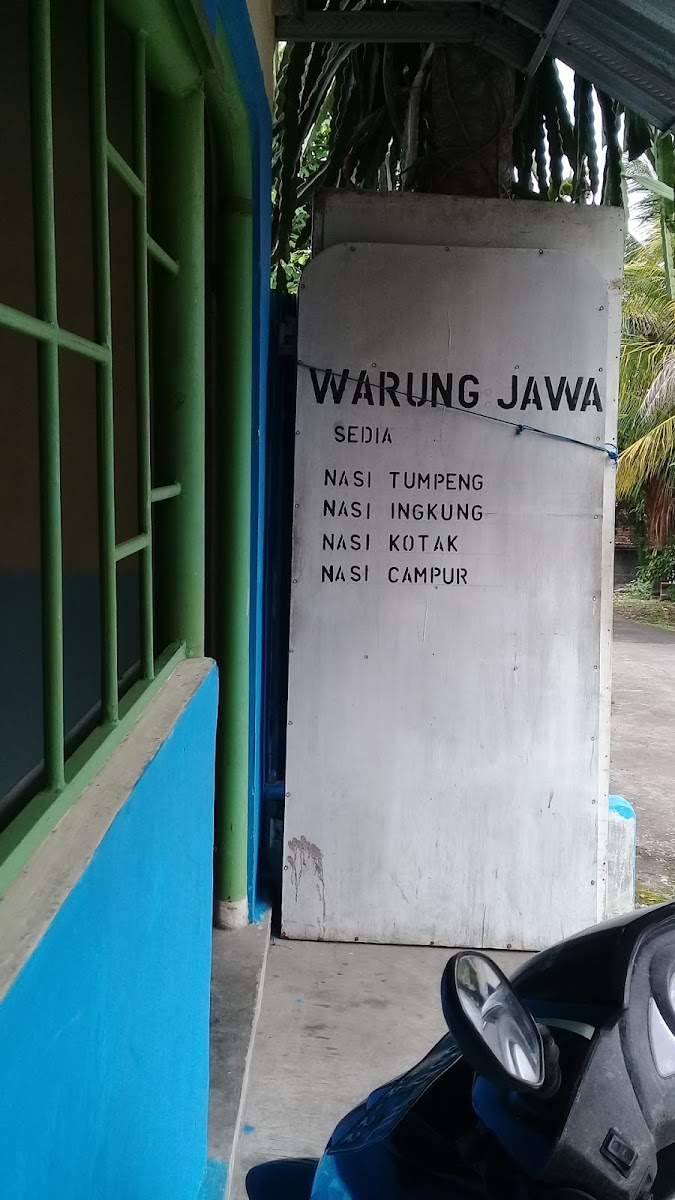 WARUNG JAWA
SEDIA
NASI TUMPENG
NASI INGKUNG
NASI KOTAK
NASI CAMPUR